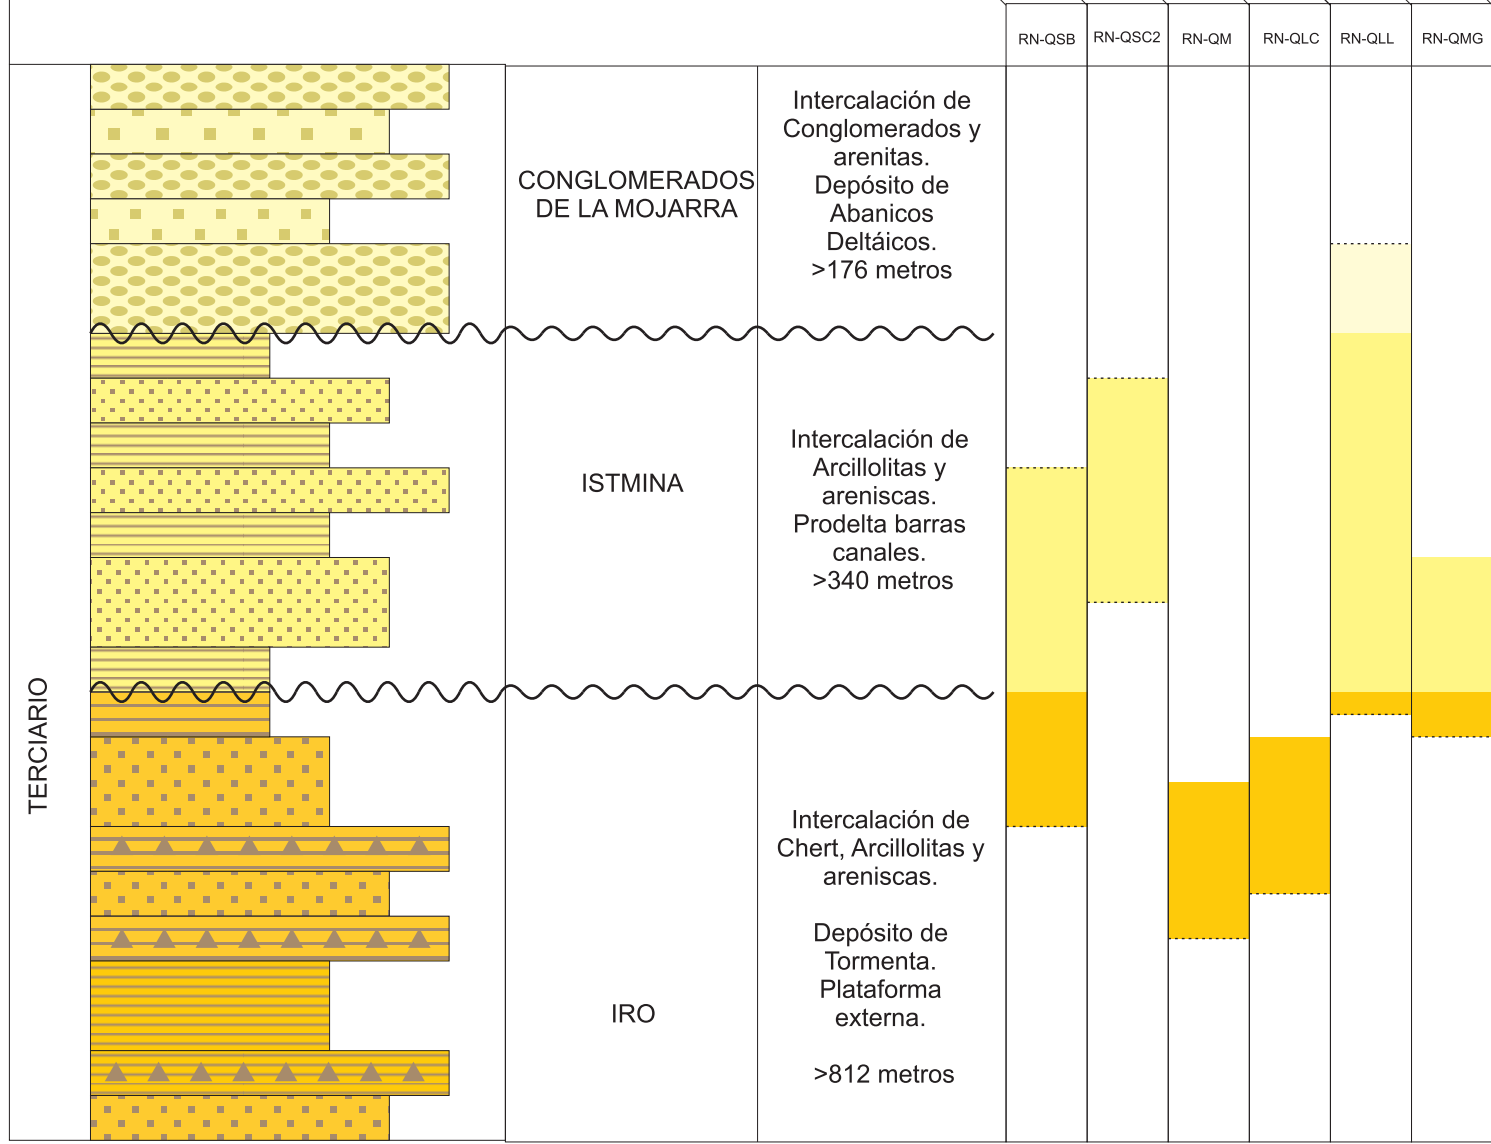 RN-QSB RN-QSC2 RN-QM RN-QLC RN-QLL RN-QMG
TERCIARIO
CONGLOMERADOS
DE LA MOJARRA
Intercalación de
Conglomerados y
arenitas.
Depósito de
Abanicos
Deltáicos.
>176 metros
ISTMINA
Intercalación de
Arcillolitas y
areniscas.
Prodelta barras
canales.
>340 metros
IRO
Intercalación de
Chert, Arcillolitas y
areniscas.
Depósito de
Tormenta.
Plataforma
externa.
>812 metros